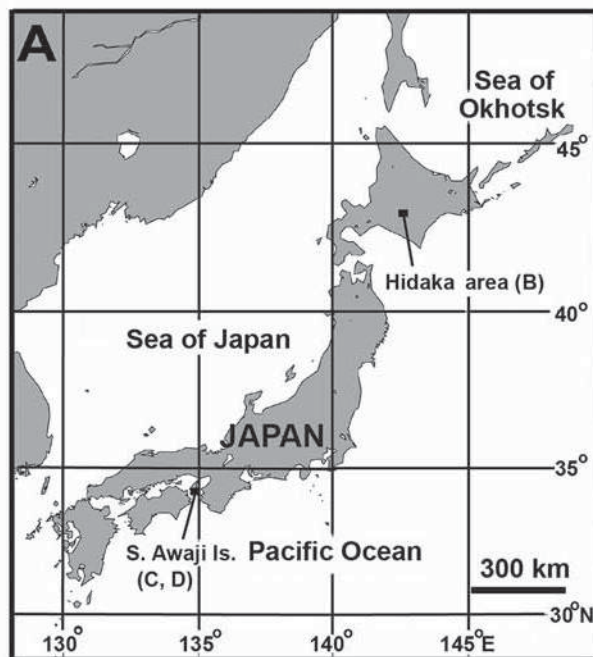 A
Sea of
Okhotsk
45°
Hidaka area (B)
40°
Sea of Japan
JAPAN
35°
S. Awaji Is.
(C, D)
Pacific Ocean
300 km
30°N
130°
135°
140°
145°E